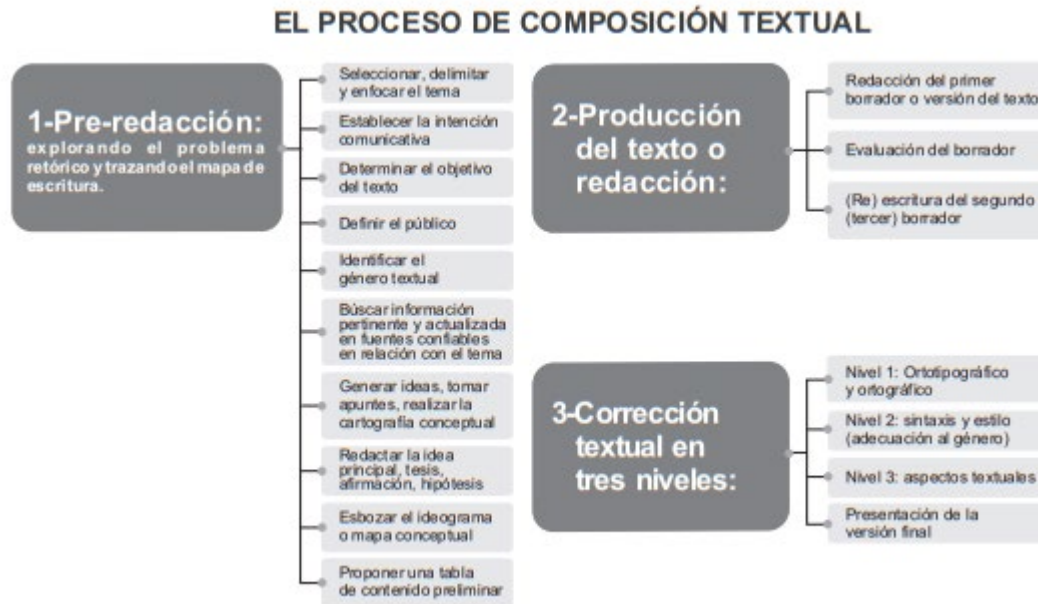 EL PROCESO DE COMPOSICIÓN TEXTUAL
1-Pre-redacción:
explorando el problema
retórico y trazando el mapa de
escritura.
Seleccionar, delimitar
y enfocar el tema
Establecer la intención
comunicativa
Determinar el objetivo
del texto
Definir el público
Identificar el
género textual
Búscar información
pertinente y actualizada
en fuentes confiables
en relación con el tema
Generar ideas, tomar
apuntes, realizar la
cartografía conceptual
Redactar la idea
principal, tesis,
afirmación, hipótesis
Esbozar el ideograma
o mapa conceptual
Proponer una tabla
de contenido preliminar
2-Producción
del texto o
redacción:
Redacción del primer
borrador o versión del texto
Evaluación del borrador
(Re) escritura del segundo
(tercer) borrador
3-Corrección
textual en
tres niveles:
Nivel 1: Ortotipográfico
y ortográfico
Nivel 2: sintaxis y estilo
(adecuación al género)
Nivel 3: aspectos textuales
Presentación de la
versión final